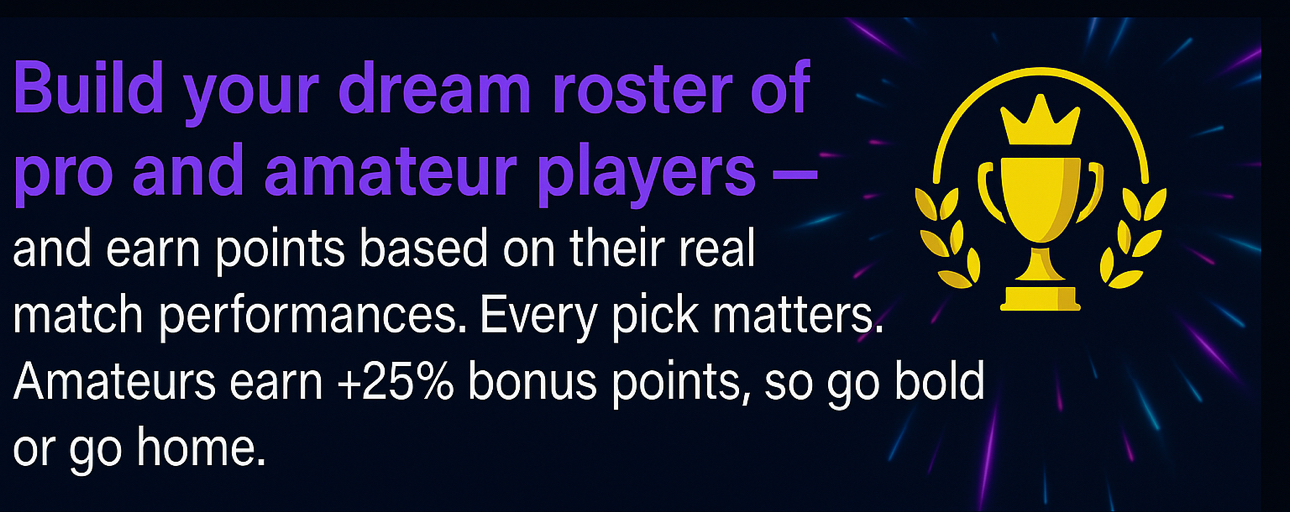 Build your dream roster of
pro and amateur players —
and earn points based on their real
match performances. Every pick matters.
Amateurs earn +25% bonus points, so go bold
or go home.